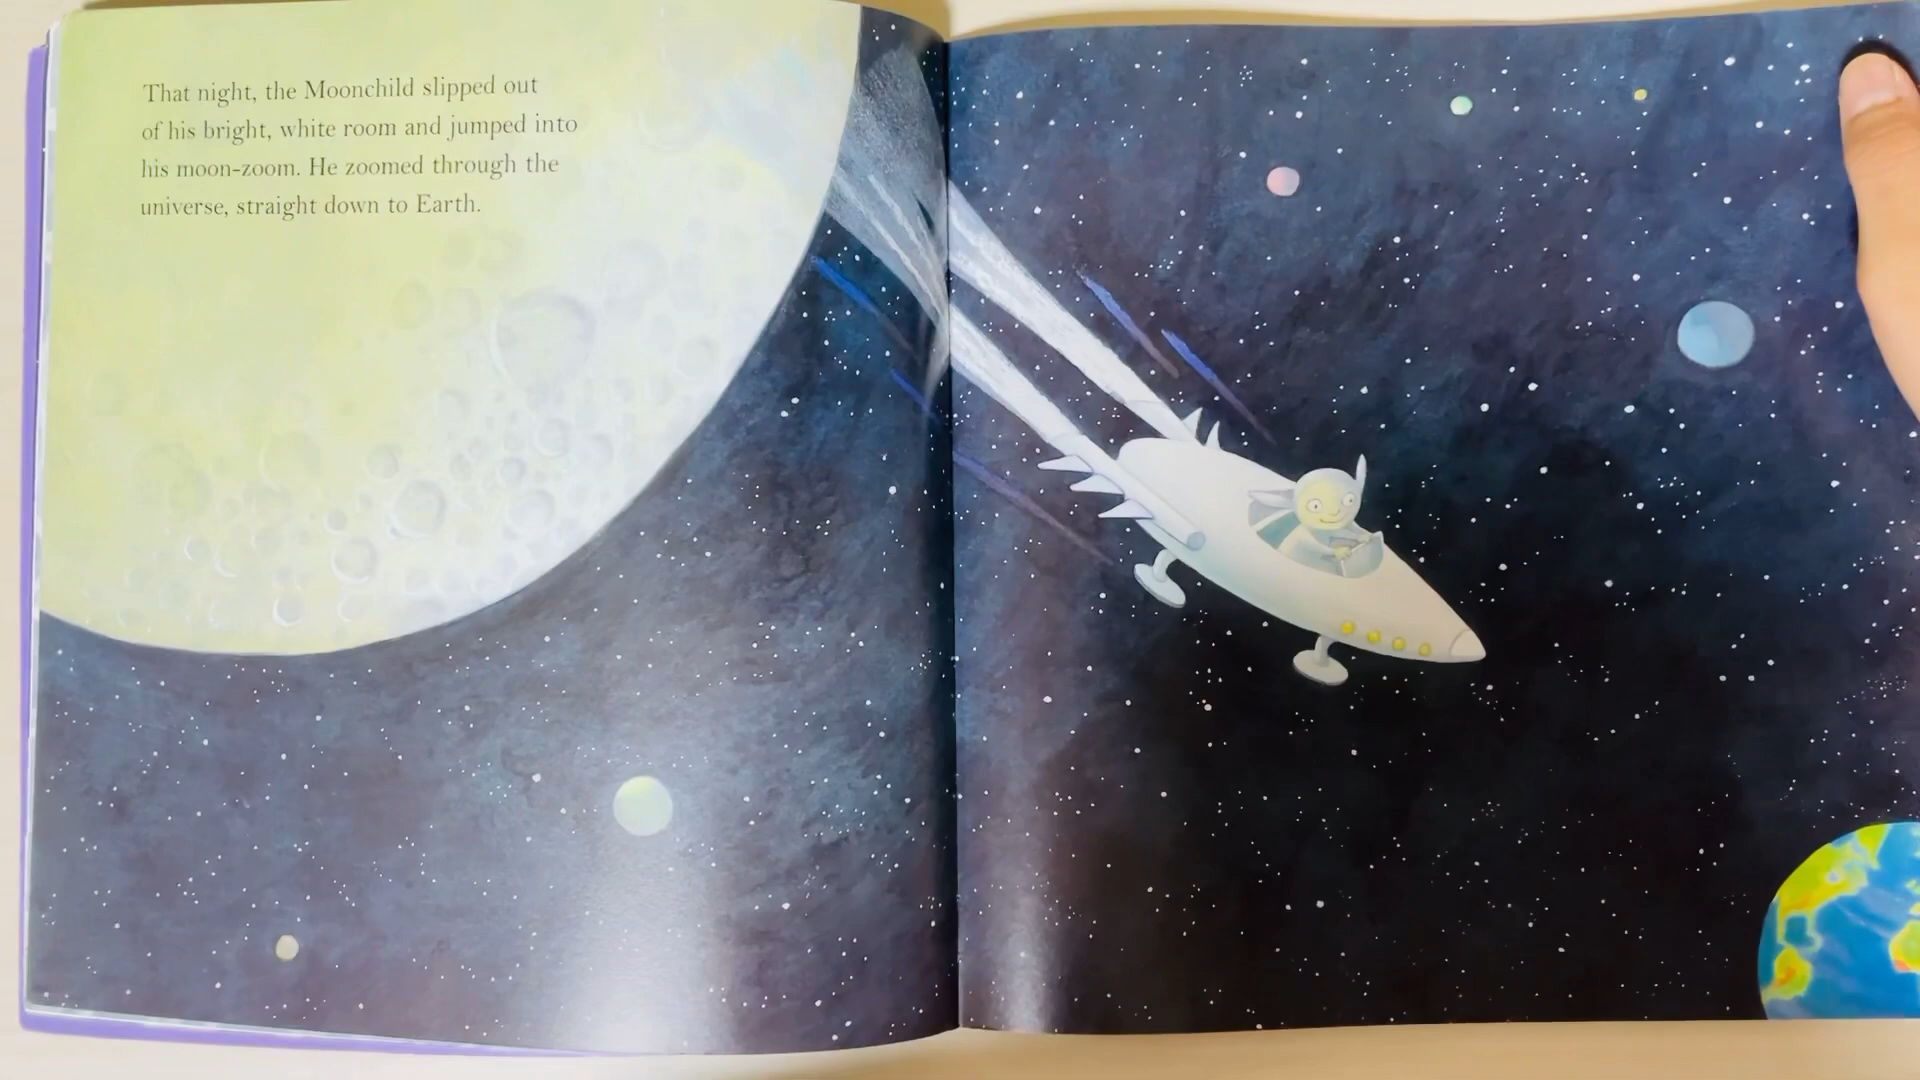 That night, the Moonchild slipped out
of his bright, white room and jumped into
his moon-zoom. He zoomed through the
universe, straight down to Earth.